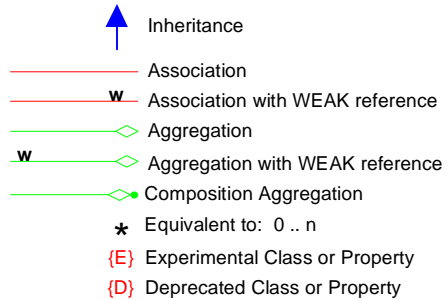 Inheritance
Association
w Association with WEAK reference
Aggregation
w Aggregation with WEAK reference
Composition Aggregation
* Equivalent to: 0 .. n
{E} Experimental Class or Property
{D} Deprecated Class or Property